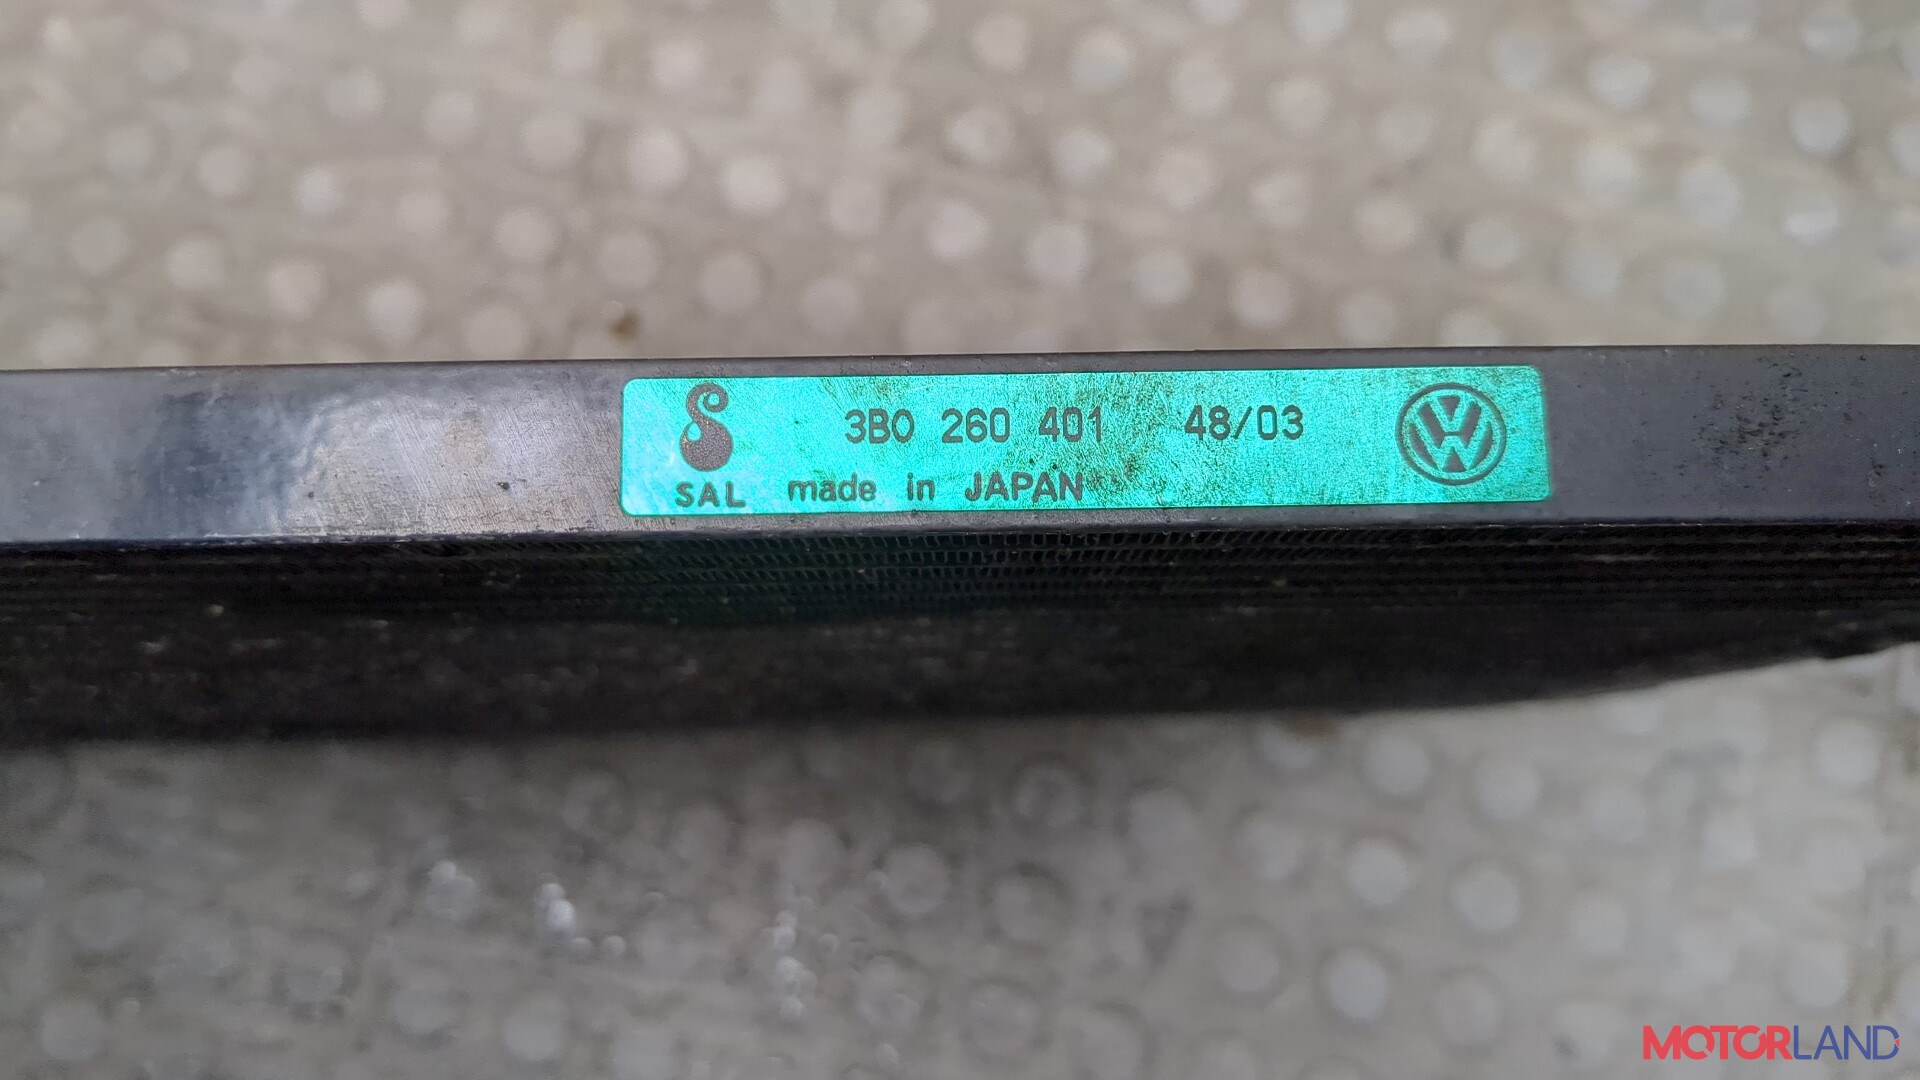 3B0 260 401 48/03
SAL made in JAPAN
MOTORLAND